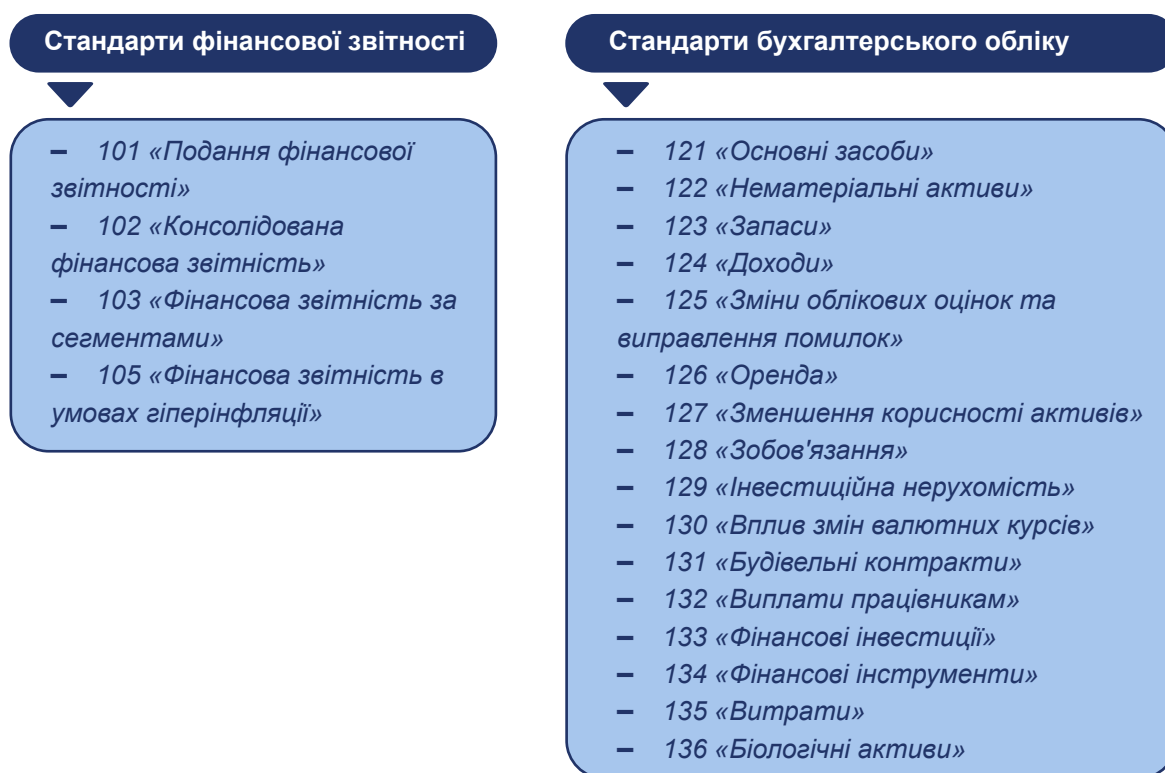 Стандарти фінансової звітності
– 101 «Подання фінансової
звітності»
– 102 «Консолідована
фінансова звітність»
– 103 «Фінансова звітність за
сегментами»
– 105 «Фінансова звітність в
умовах гіперінфляції»
Стандарти бухгалтерського обліку
– 121 «Основні засоби»
– 122 «Нематеріальні активи»
– 123 «Запаси»
– 124 «Доходи»
– 125 «Зміни облікових оцінок та
виправлення помилок»
– 126 «Оренда»
– 127 «Зменшення корисності активів»
– 128 «Зобов'язання»
– 129 «Інвестиційна нерухомість»
– 130 «Вплив змін валютних курсів»
– 131 «Будівельні контракти»
– 132 «Виплати працівникам»
– 133 «Фінансові інвестиції»
– 134 «Фінансові інструменти»
– 135 «Витрати»
– 136 «Біологічні активи»